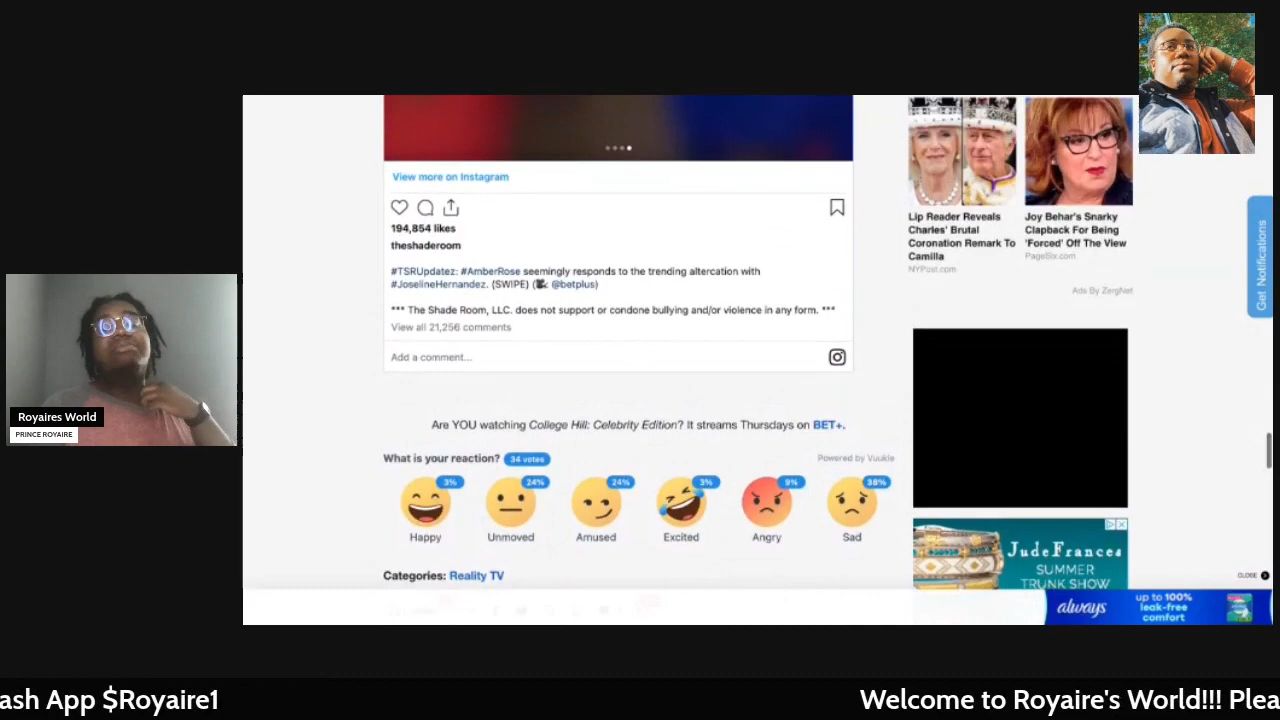 View more on Instagram
194,854 likes
theshaderoom
#TSRUpdatez: #AmberRose seemingly responds to the trending altercation with
#JoselineHernandez. (SWIPE) ( @betplus)
*** The Shade Room, LLC. does not support or condone bullying and/or violence in any form. ***
View all 21,256 comments
Add a comment...
Are YOU watching College Hill: Celebrity Edition? It streams Thursdays on BET+.
What is your reaction? 34 votes
Powered by Vuukle
3% 24% 24% 3% 9% 38%
Happy Unmoved Amused Excited Angry Sad
Categories: Reality TV
Lip Reader Reveals
Charles' Brutal
Coronation Remark To
Camilla
NYPost.com
Joy Behar's Snarky
Clapback For Being
'Forced' Off The View
PageSix.com
Ads By ZergNet
Get Notifications
JudeFrances
SUMMER
TRUNK SHOW
CLOSE
always
up to 100%
leak-free
comfort
Royaires World
PRINCE ROYAIRE
ash App $Royaire1
Welcome to Royaire's World!!! Plea